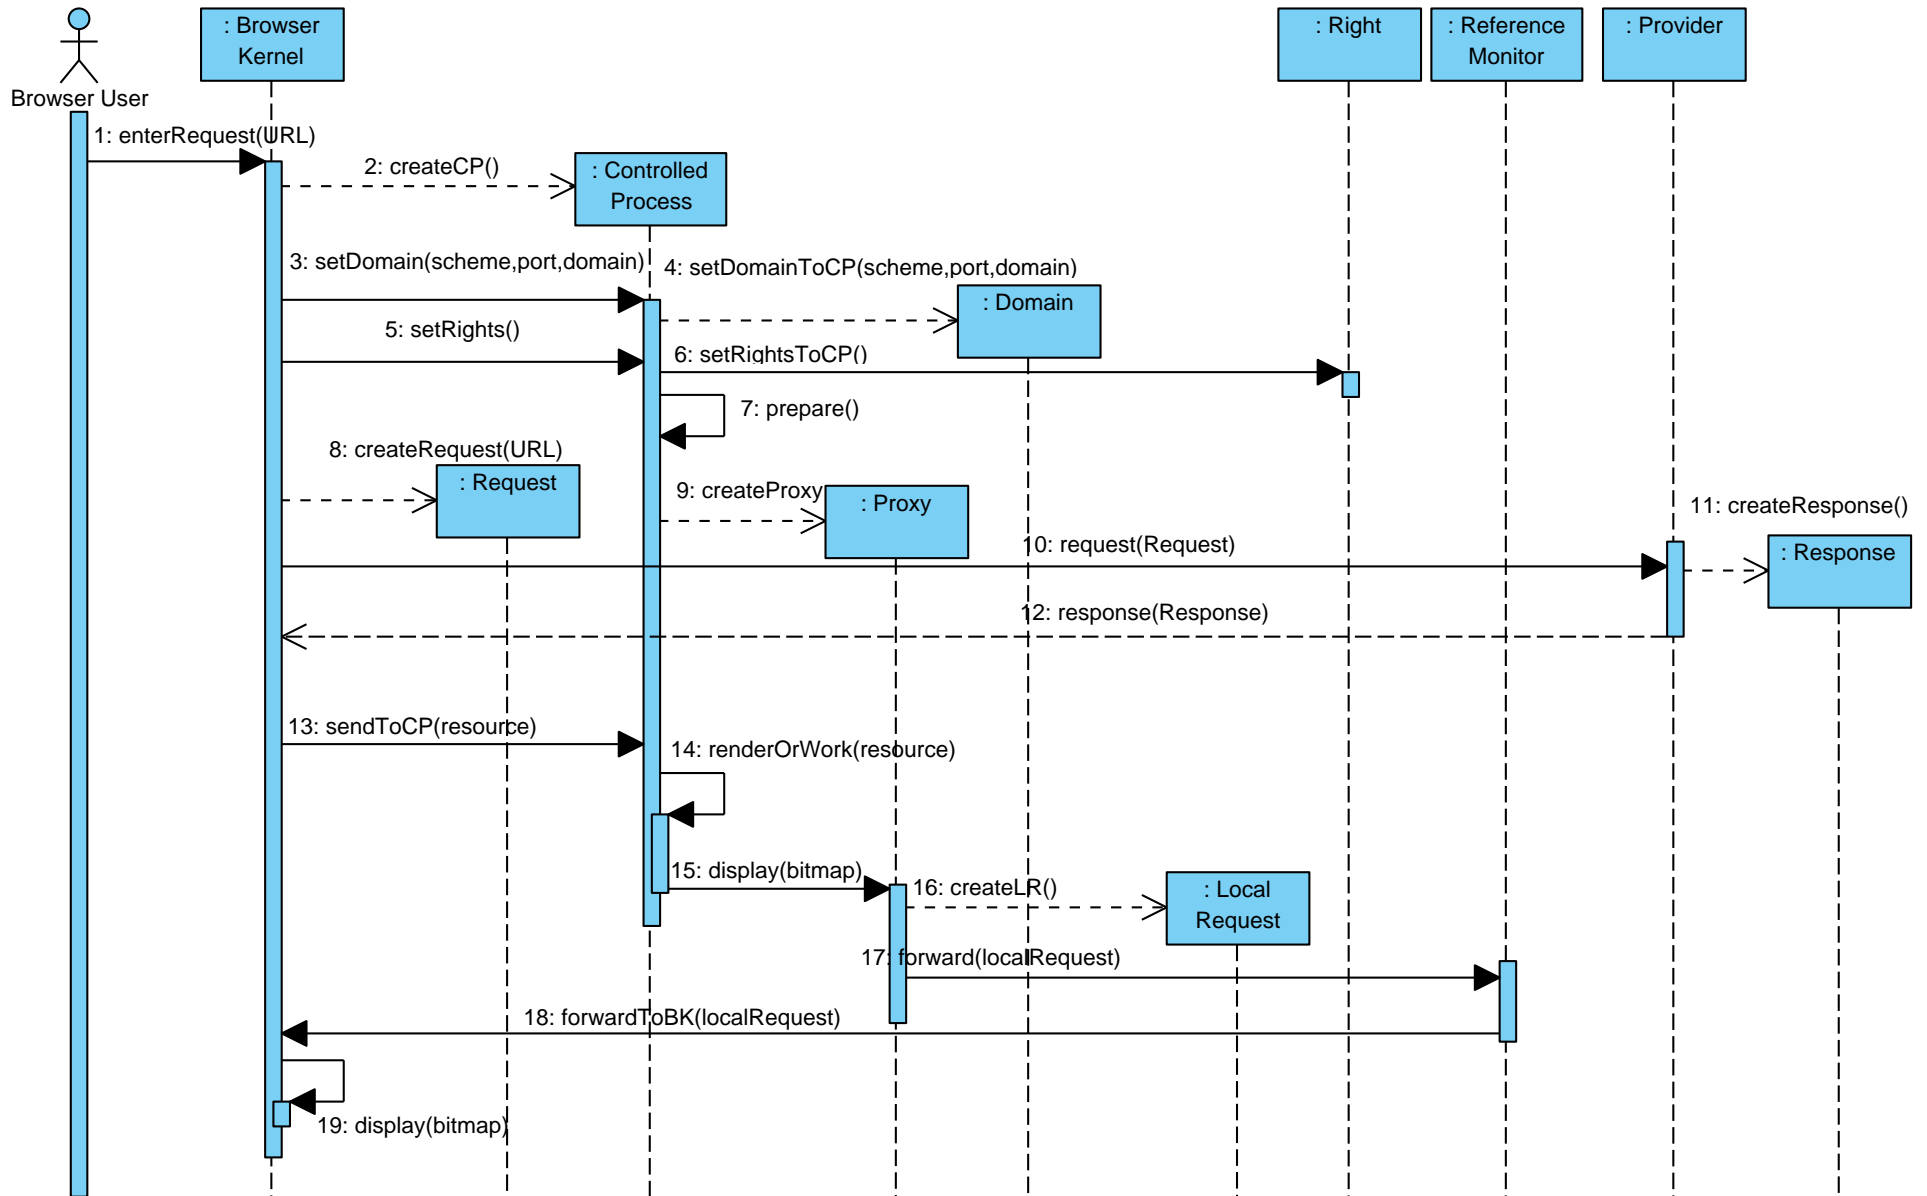 : Browser
Kernel
: Right
: Reference
Monitor
: Provider
Browser User
1: enterRequest(URL)
2: createCP()
: Controlled
Process
3: setDomain(scheme,port,domain)
4: setDomainToCP(scheme,port,domain)
: Domain
5: setRights()
6: setRightsToCP()
7: prepare()
8: createRequest(URL)
: Request
9: createProxy
: Proxy
11: createResponse()
10: request(Request)
: Response
12: response(Response)
13: sendToCP(resource)
14: renderOrWork(resource)
15: display(bitmap)
16: createLR()
: Local
Request
17: forward(localRequest)
18: forwardToBK(localRequest)
19: display(bitmap)